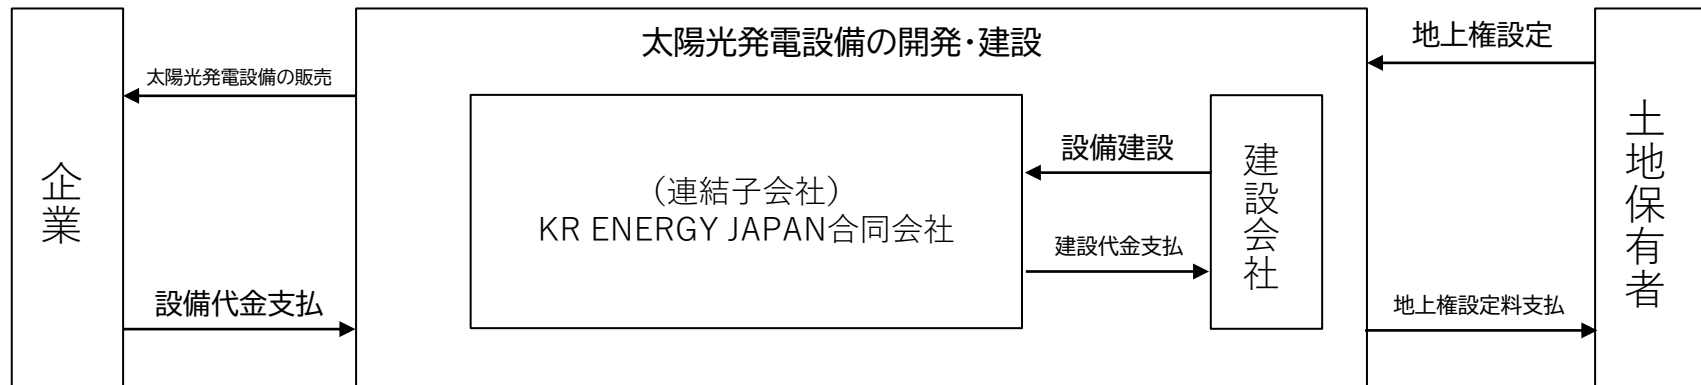 太陽光発電設備の開発・建設
地上権設定
太陽光発電設備の販売
企業
(連結子会社)
KR ENERGY JAPAN合同会社
設備建設
建設会社
土地保有者
建設代金支払
設備代金支払
地上権設定料支払